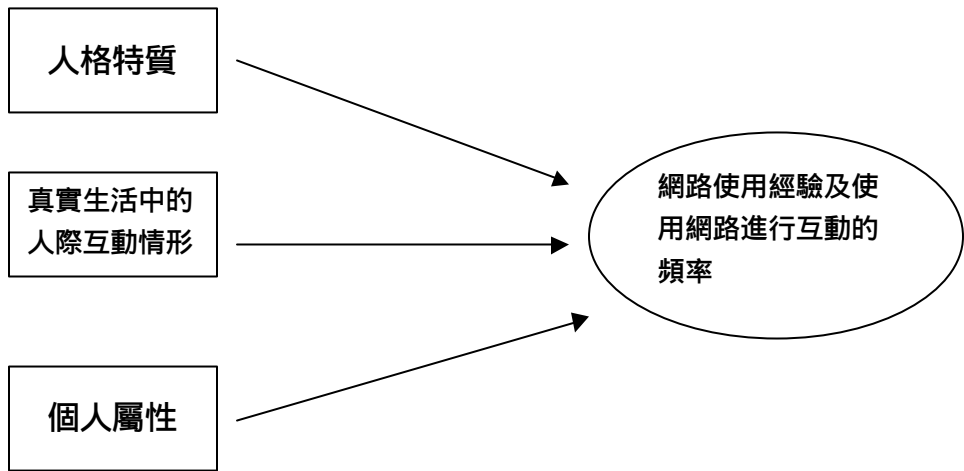 人格特質
真實生活中的
人際互動情形
網路使用經驗及使
用網路進行互動的
頻率
個人屬性